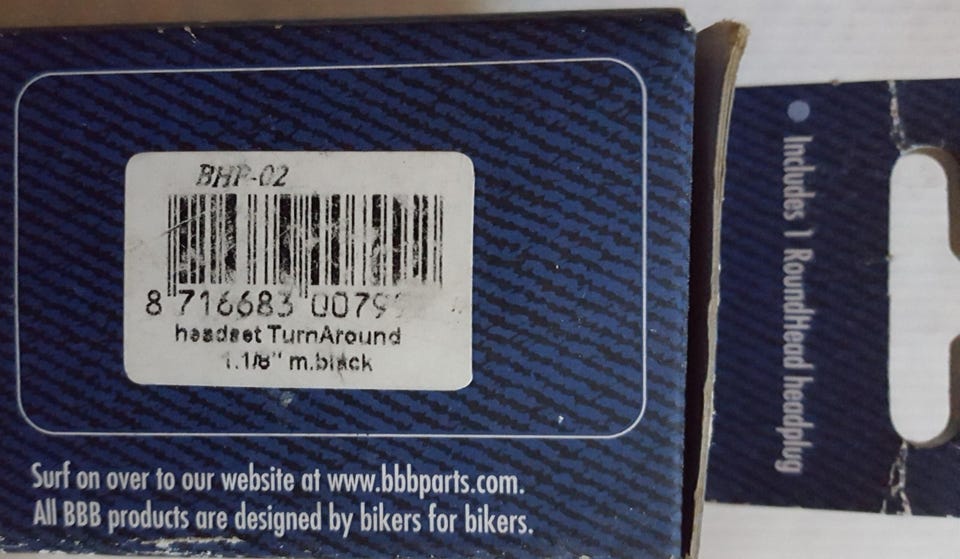 BHP-02
8 716683 0079
headset TurnAround
1.1/8" m.black
Surf on over to our website at www.bbbparts.com.
All BBB products are designed by bikers for bikers.
• Includes 1 RoundHead headplug